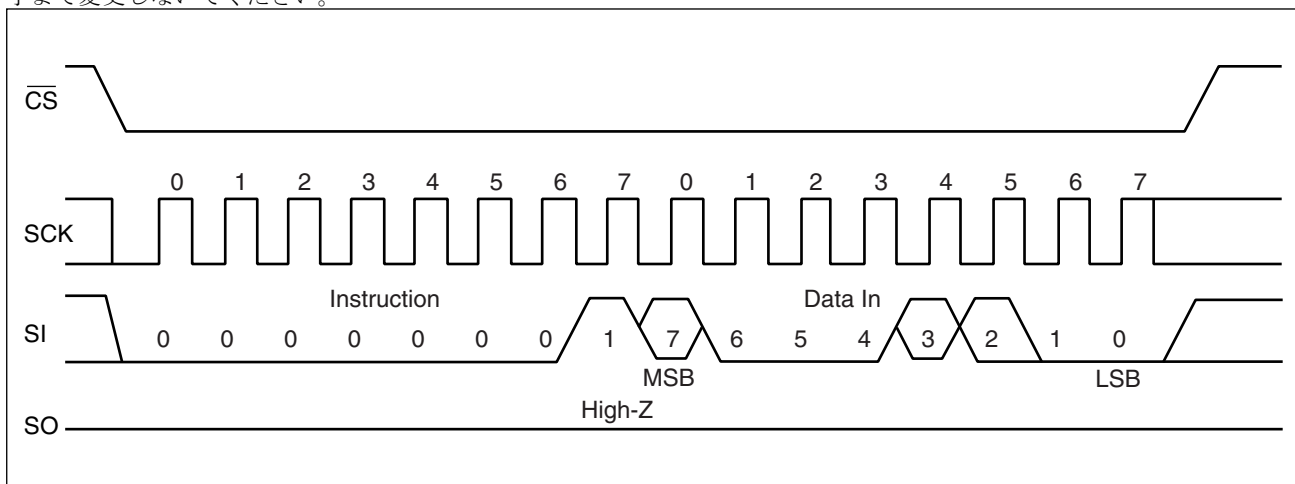 CS
0 1 2 3 4 5 6 7 0 1 2 3 4 5 6 7
SCK
Instruction Data In
SI
0 0 0 0 0 0 0 1 7 6 5 4 3 2 1 0
MSB LSB
High-Z
SO